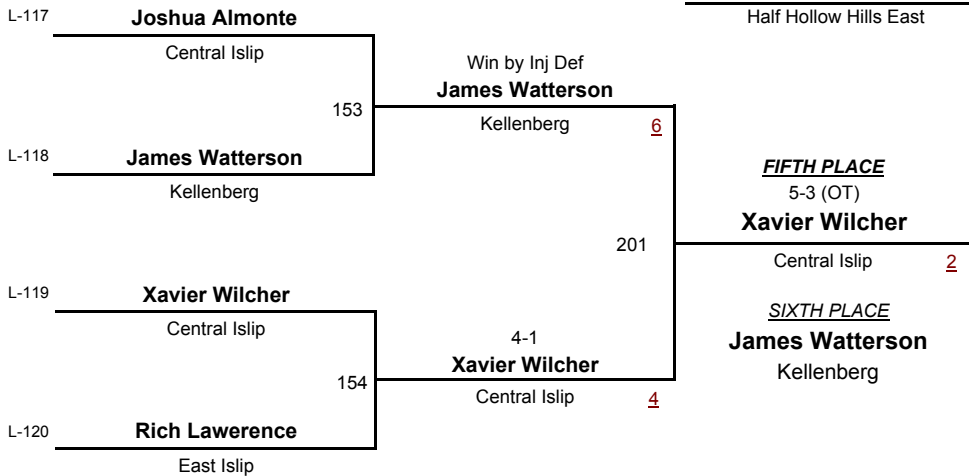 L-117
Joshua Almonte
Central Islip
Half Hollow Hills East
153
Win by Inj Def
James Watterson
Kellenberg
6
L-118
James Watterson
Kellenberg
201
FIFTH PLACE
5-3 (OT)
Xavier Wilcher
Central Islip
2
L-119
Xavier Wilcher
Central Islip
154
4-1
Xavier Wilcher
Central Islip
4
SIXTH PLACE
James Watterson
Kellenberg
L-120
Rich Lawerence
East Islip